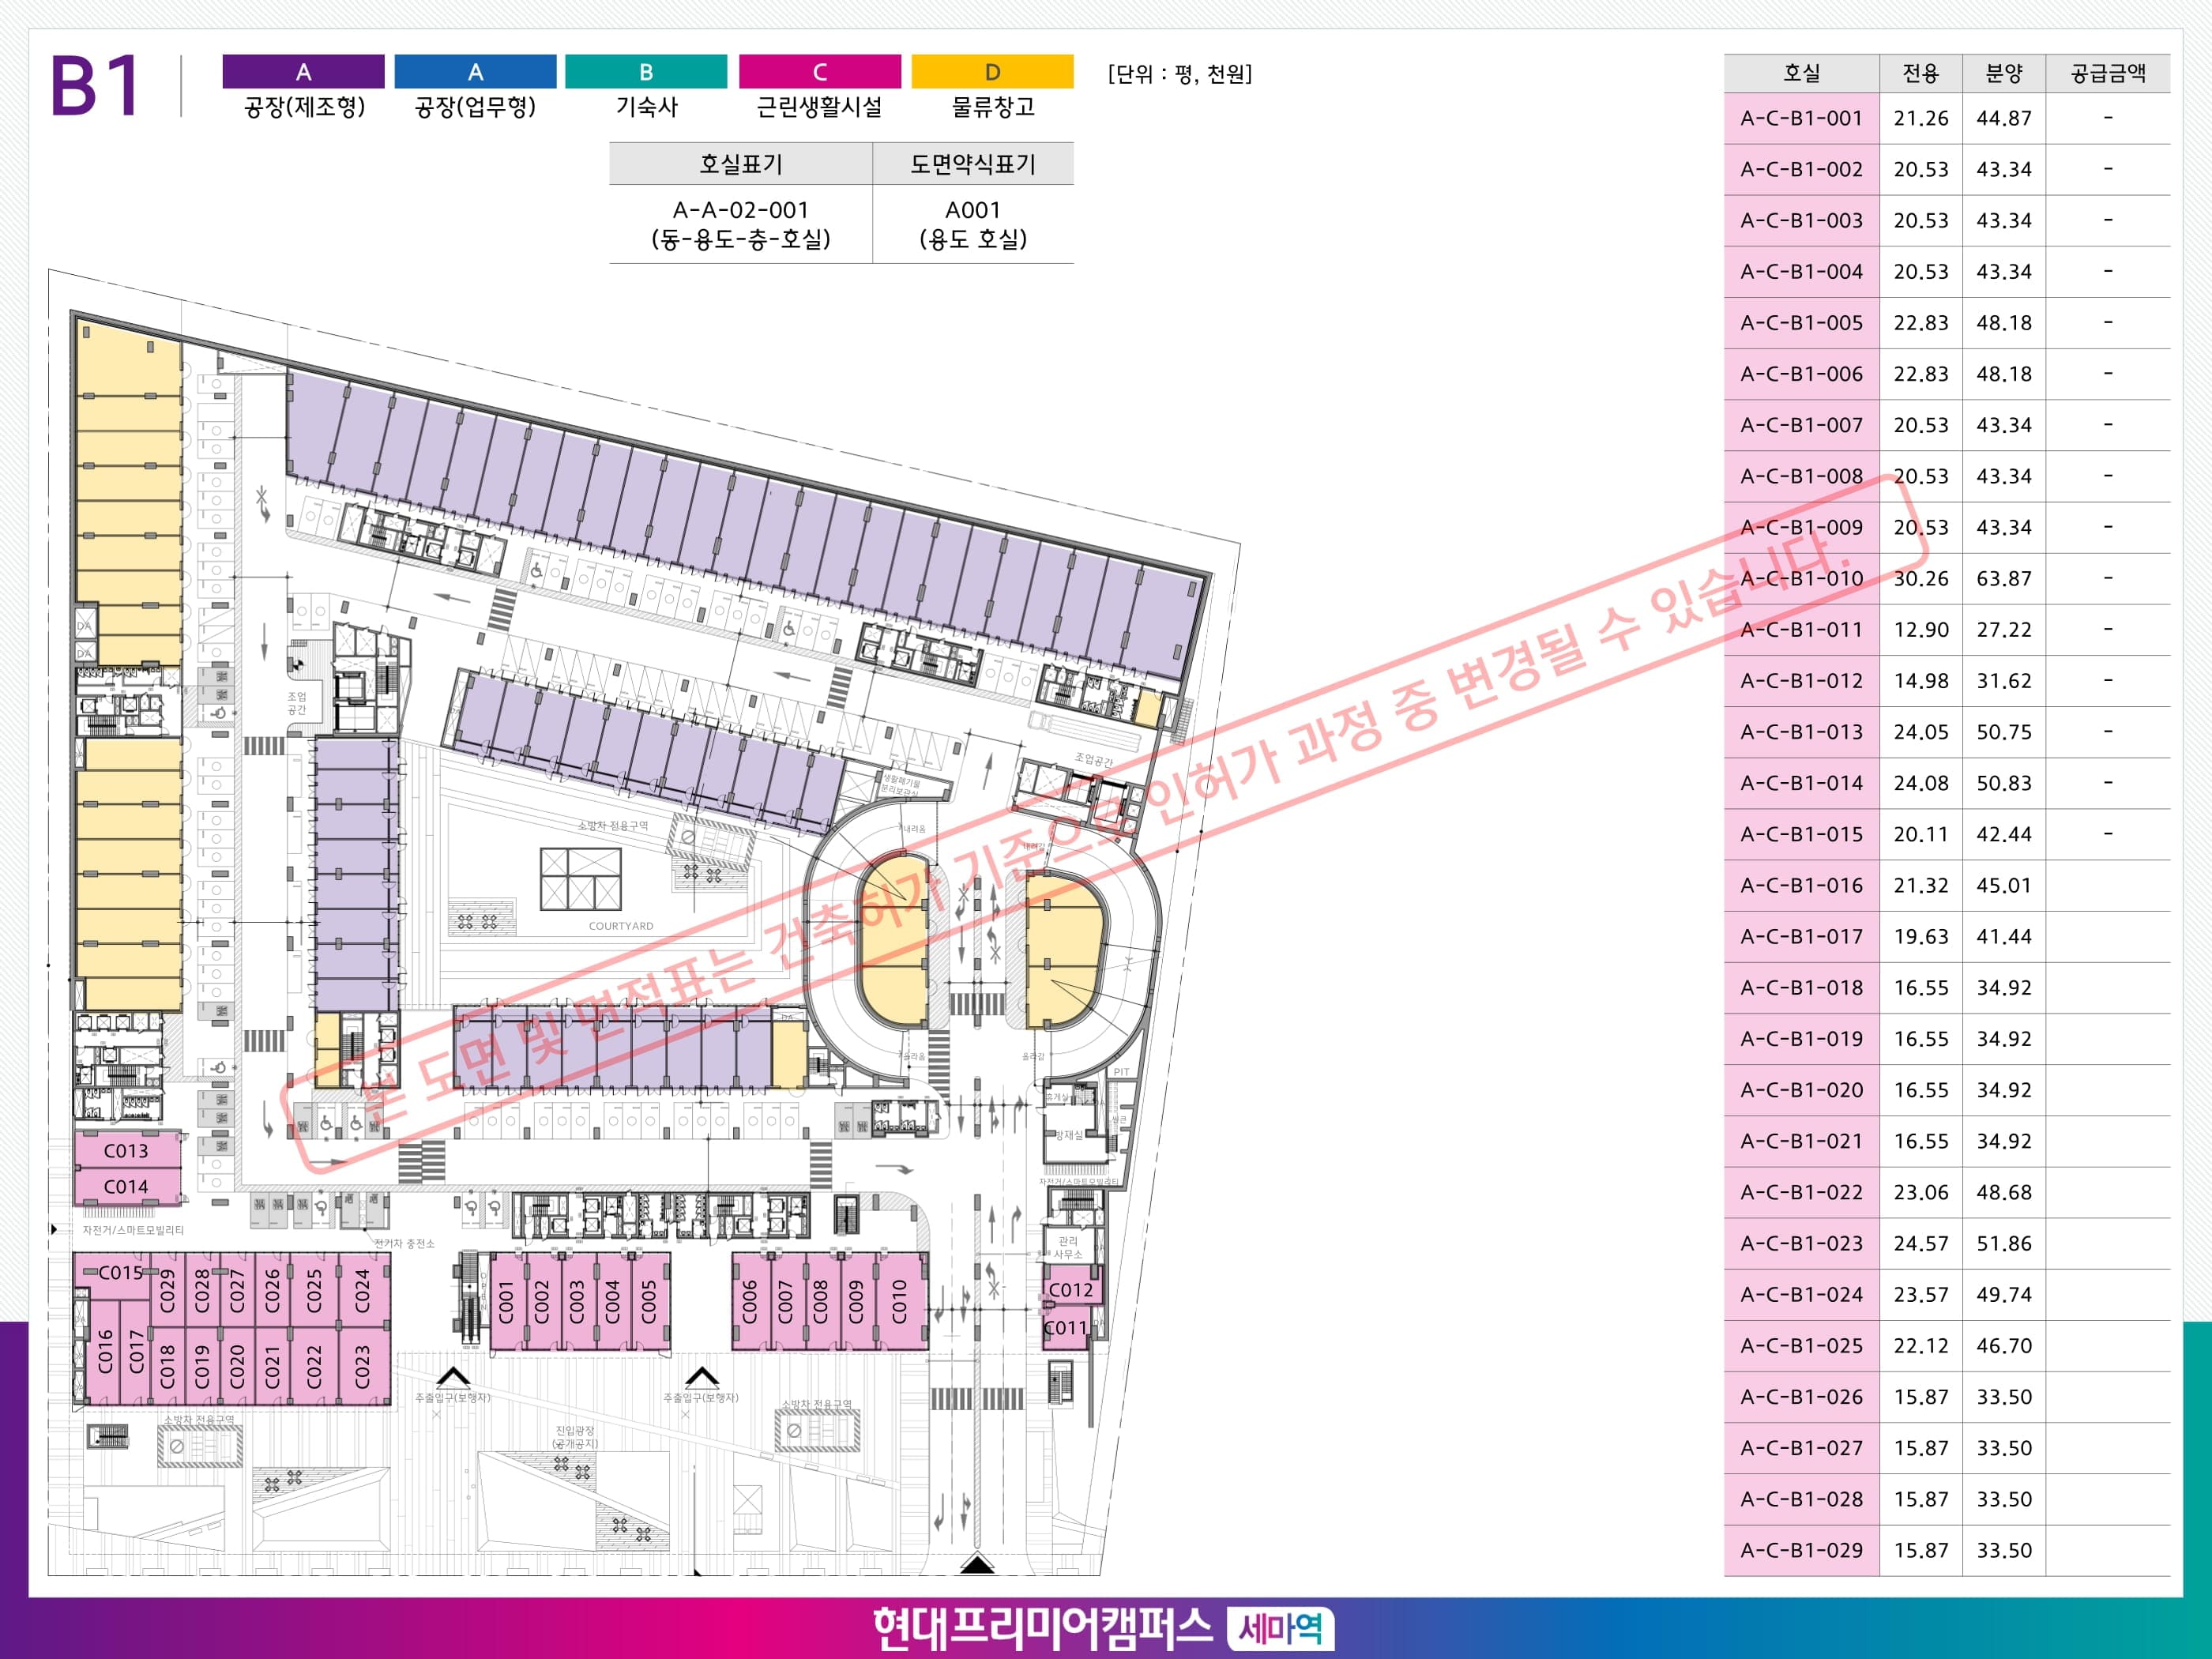 B1
A
공장(제조형)
A
공장(업무형)
B
기숙사
C
근린생활시설
D
물류창고
[단위 : 평, 천원]
호실표기 도면약식표기
A-A-02-001 A001
(동-용도-층-호실) (용도 호실)
호실 전용 분양 공급금액
A-C-B1-001 21.26 44.87 -
A-C-B1-002 20.53 43.34 -
A-C-B1-003 20.53 43.34 -
A-C-B1-004 20.53 43.34 -
A-C-B1-005 22.83 48.18 -
A-C-B1-006 22.83 48.18 -
A-C-B1-007 20.53 43.34 -
A-C-B1-008 20.53 43.34 -
A-C-B1-009 20.53 43.34 -
A-C-B1-010 30.26 63.87 -
A-C-B1-011 12.90 27.22 -
A-C-B1-012 14.98 31.62 -
A-C-B1-013 24.05 50.75 -
A-C-B1-014 24.08 50.83 -
A-C-B1-015 20.11 42.44 -
A-C-B1-016 21.32 45.01
A-C-B1-017 19.63 41.44
A-C-B1-018 16.55 34.92
A-C-B1-019 16.55 34.92
A-C-B1-020 16.55 34.92
A-C-B1-021 16.55 34.92
A-C-B1-022 23.06 48.68
A-C-B1-023 24.57 51.86
A-C-B1-024 23.57 49.74
A-C-B1-025 22.12 46.70
A-C-B1-026 15.87 33.50
A-C-B1-027 15.87 33.50
A-C-B1-028 15.87 33.50
A-C-B1-029 15.87 33.50
본 도면 및 면적표는 건축허가 기준으로 인허가 과정 중 변경될 수 있습니다.
DA
DA
조업
공간
조업공간
생활폐기물
분리보관실
소방차 전용구역
COURTYARD
내려옴
내려감
올라옴
올라감
DA
PIT
휴게실
방재실
자전거/스마트모빌리티
관리
사무소
C013
C014
자전거/스마트모빌리티
전기차 충전소
C015
C029
C028
C027
C026
C025
C024
C016
C017
C018
C019
C020
C021
C022
C023
C001
C002
C003
C004
C005
C006
C007
C008
C009
C010
C012
C011
주출입구(보행자)
주출입구(보행자)
소방차 전용구역
소방차 전용구역
진입광장
(공개공지)
현대프리미어캠퍼스 세마역